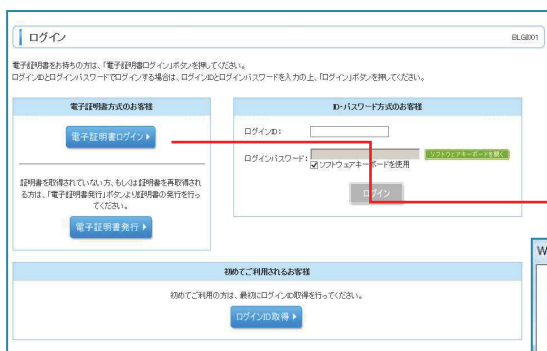 ログイン
BLGI001
電子証明書をお持ちの方は、「電子証明書ログイン」ボタンを押してください。
ログインIDとログインパスワードでログインする場合は、ログインIDとログインパスワードを入力の上、「ログイン」ボタンを押してください。
電子証明書方式のお客様
電子証明書ログイン
証明書を取得されていない方、もしくは証明書を再取得され
る方は、「電子証明書発行」ボタンより証明書の発行を行っ
てください。
電子証明書発行
ID・パスワード方式のお客様
ログインID：
ログインパスワード：
ソフトウェアキーボードを開く
ソフトウェアキーボードを使用
ログイン
初めてご利用されるお客様
初めてご利用の方は、最初にログインID取得を行ってください。
ログインID取得
W